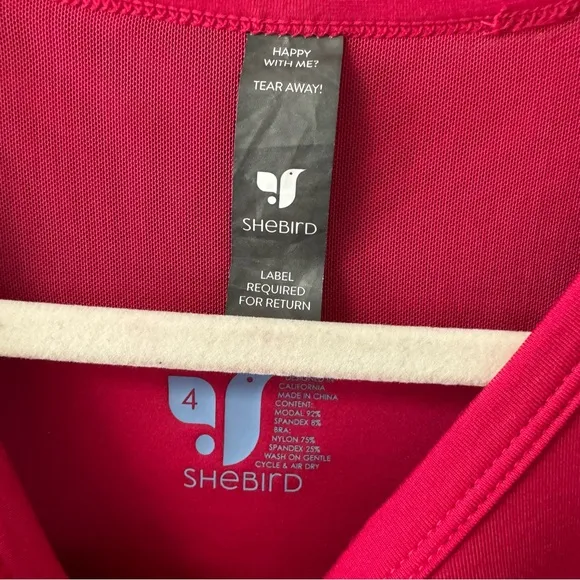 HAPPY
WITH ME?
TEAR AWAY!
SHeBIrD
LABEL
REQUIRED
FOR RETURN
4
CALIFORNIA
MADE IN CHINA
CONTENT:
MODAL 92%
SPANDEX 8%
BRA:
NYLON 75%
SPANDEX 25%
WASH ON GENTLE
CYCLE & AIR DRY
SHeBIrD